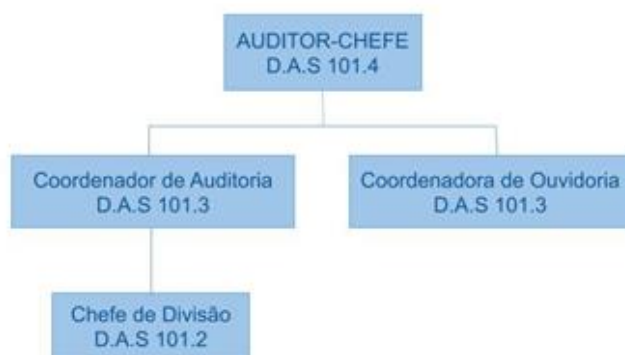 AUDITOR-CHEFE
D.A.S 101.4
Coordenador de Auditoria
D.A.S 101.3
Coordenadora de Ouvidoria
D.A.S 101.3
Chefe de Divisão
D.A.S 101.2